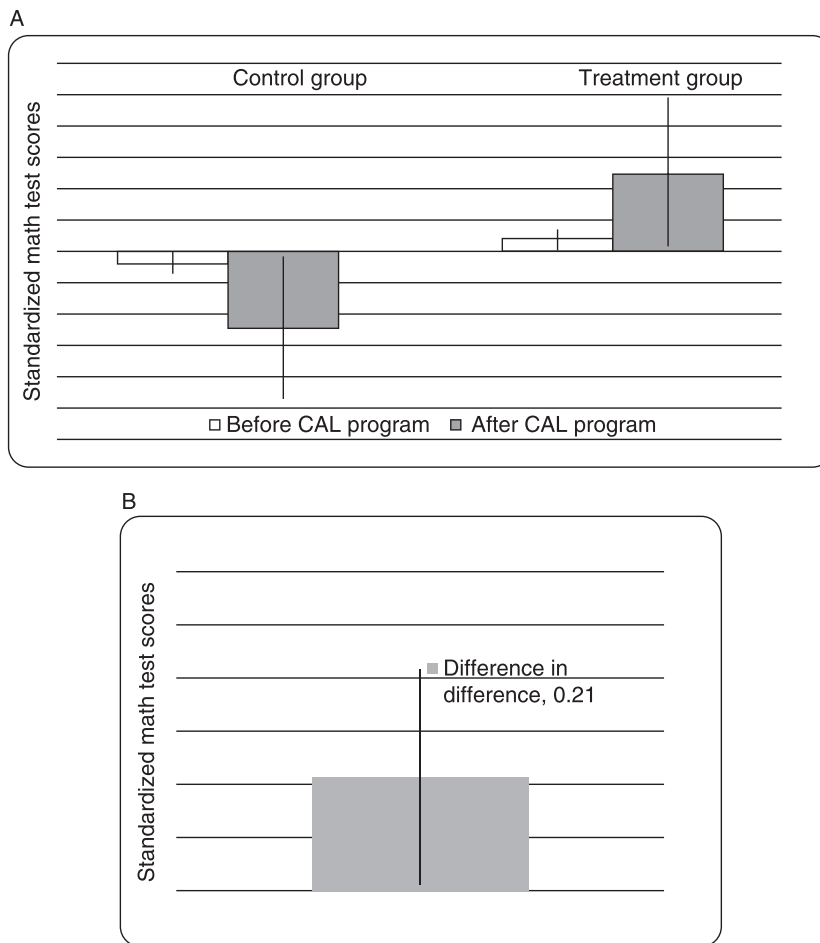 A
Control group
Treatment group
Standardized math test scores
Before CAL program
After CAL program
B
Standardized math test scores
Difference in
difference, 0.21